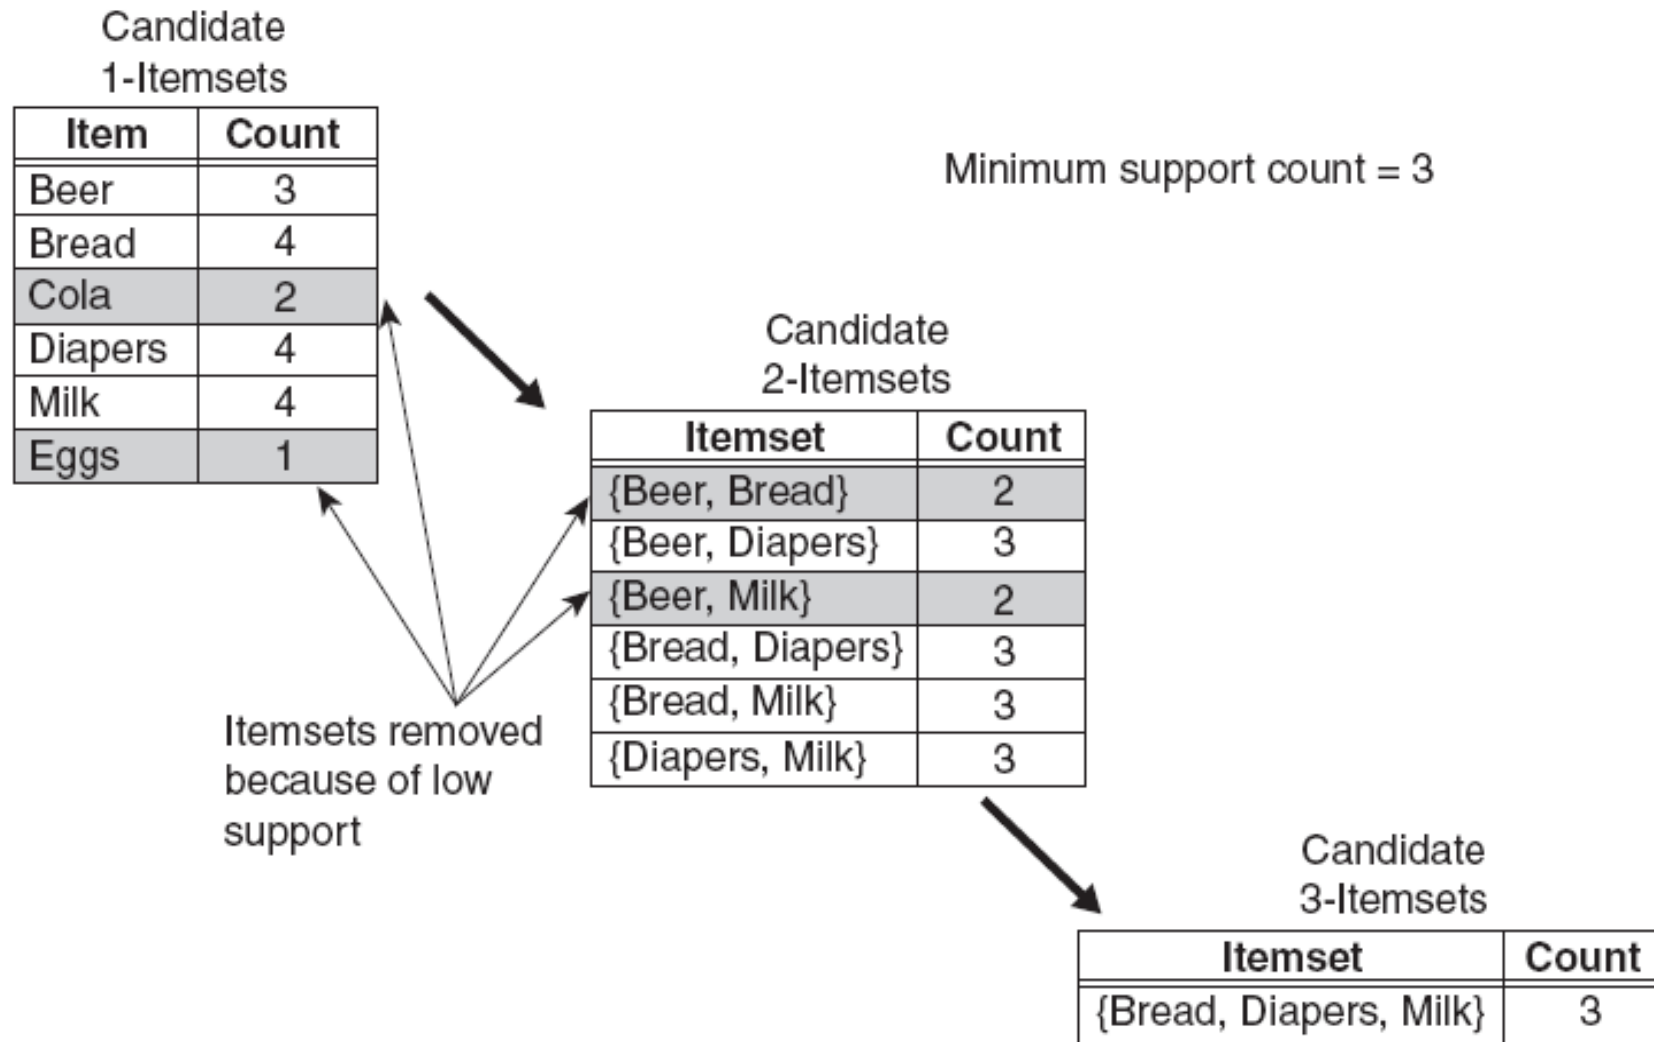 Candidate
1-Itemsets
Item Count
Beer 3
Bread 4
Cola 2
Diapers 4
Milk 4
Eggs 1
Minimum support count = 3
Candidate
2-Itemsets
Itemset Count
{Beer, Bread} 2
{Beer, Diapers} 3
{Beer, Milk} 2
{Bread, Diapers} 3
{Bread, Milk} 3
{Diapers, Milk} 3
Itemsets removed
because of low
support
Candidate
3-Itemsets
Itemset Count
{Bread, Diapers, Milk} 3